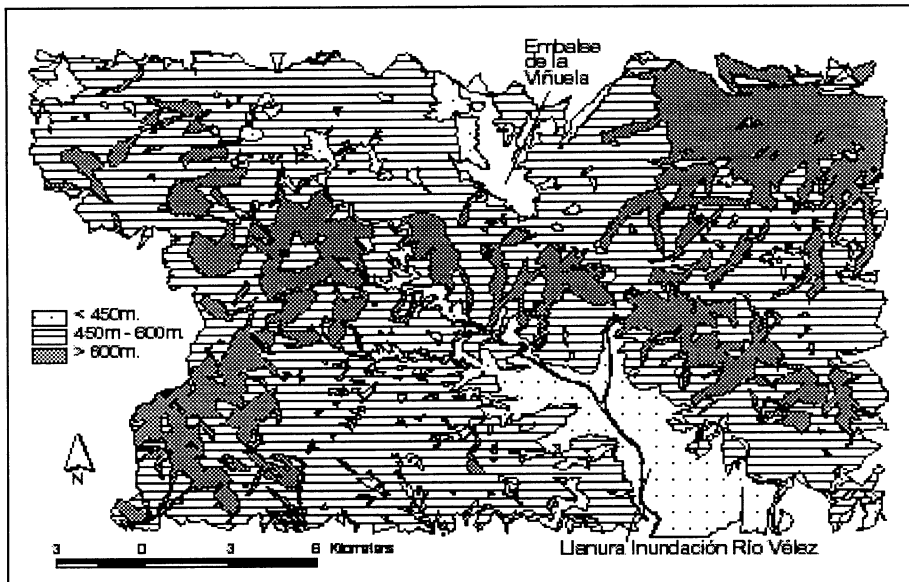 Embalse
de la
Viñuela
< 450m.
450m - 600m.
> 600m.
N
3 0 3 6 Kilometers
Llanura Inundación Río Vélez